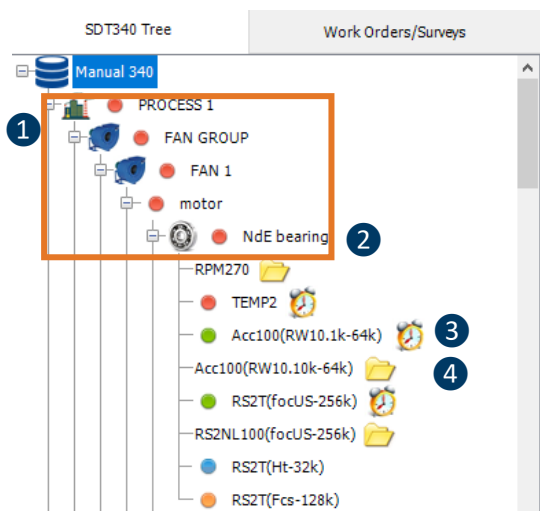 SDT340 Tree
Work Orders/Surveys
Manual 340
1
PROCESS 1
FAN GROUP
FAN 1
motor
NdE bearing
2
RPM270
TEMP2
Acc100(RW10.1k-64k)
3
Acc100(RW10.10k-64k)
4
RS2T(focUS-256k)
RS2NL100(focUS-256k)
RS2T(Ht-32k)
RS2T(Fcs-128k)